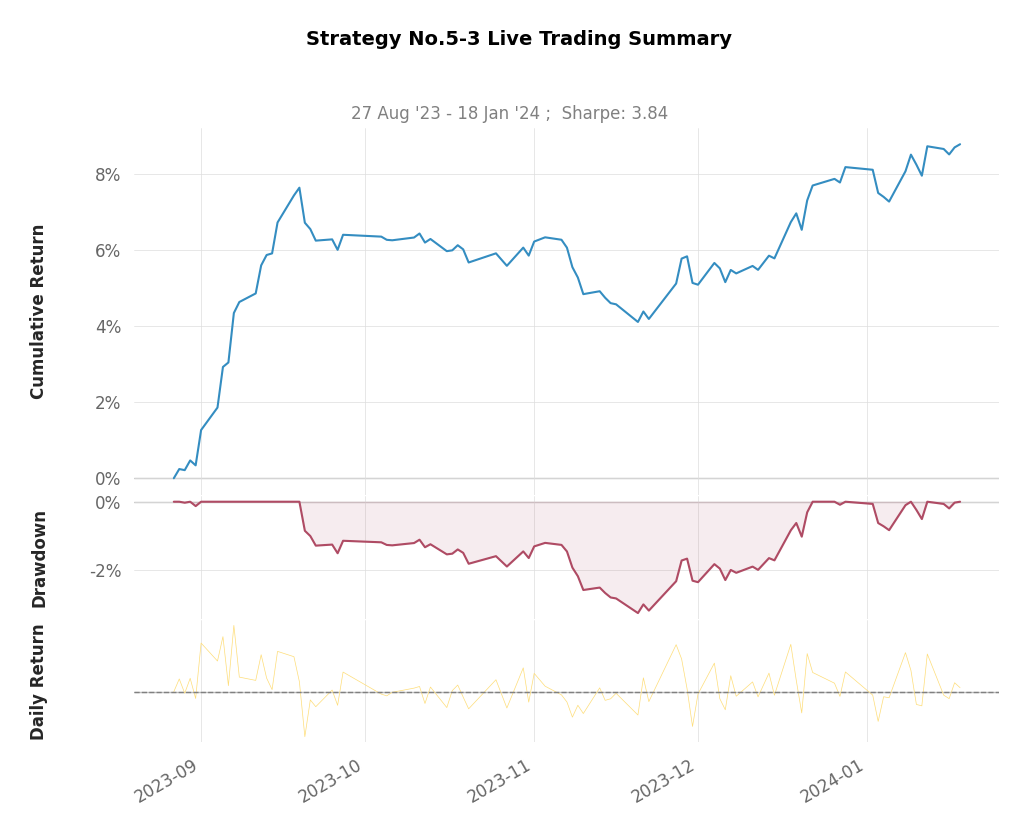 Strategy No.5-3 Live Trading Summary
27 Aug '23 - 18 Jan '24 ;  Sharpe: 3.84
Cumulative Return
8%
6%
4%
2%
0%
Drawdown
0%
-2%
Daily Return
2023-09
2023-10
2023-11
2023-12
2024-01